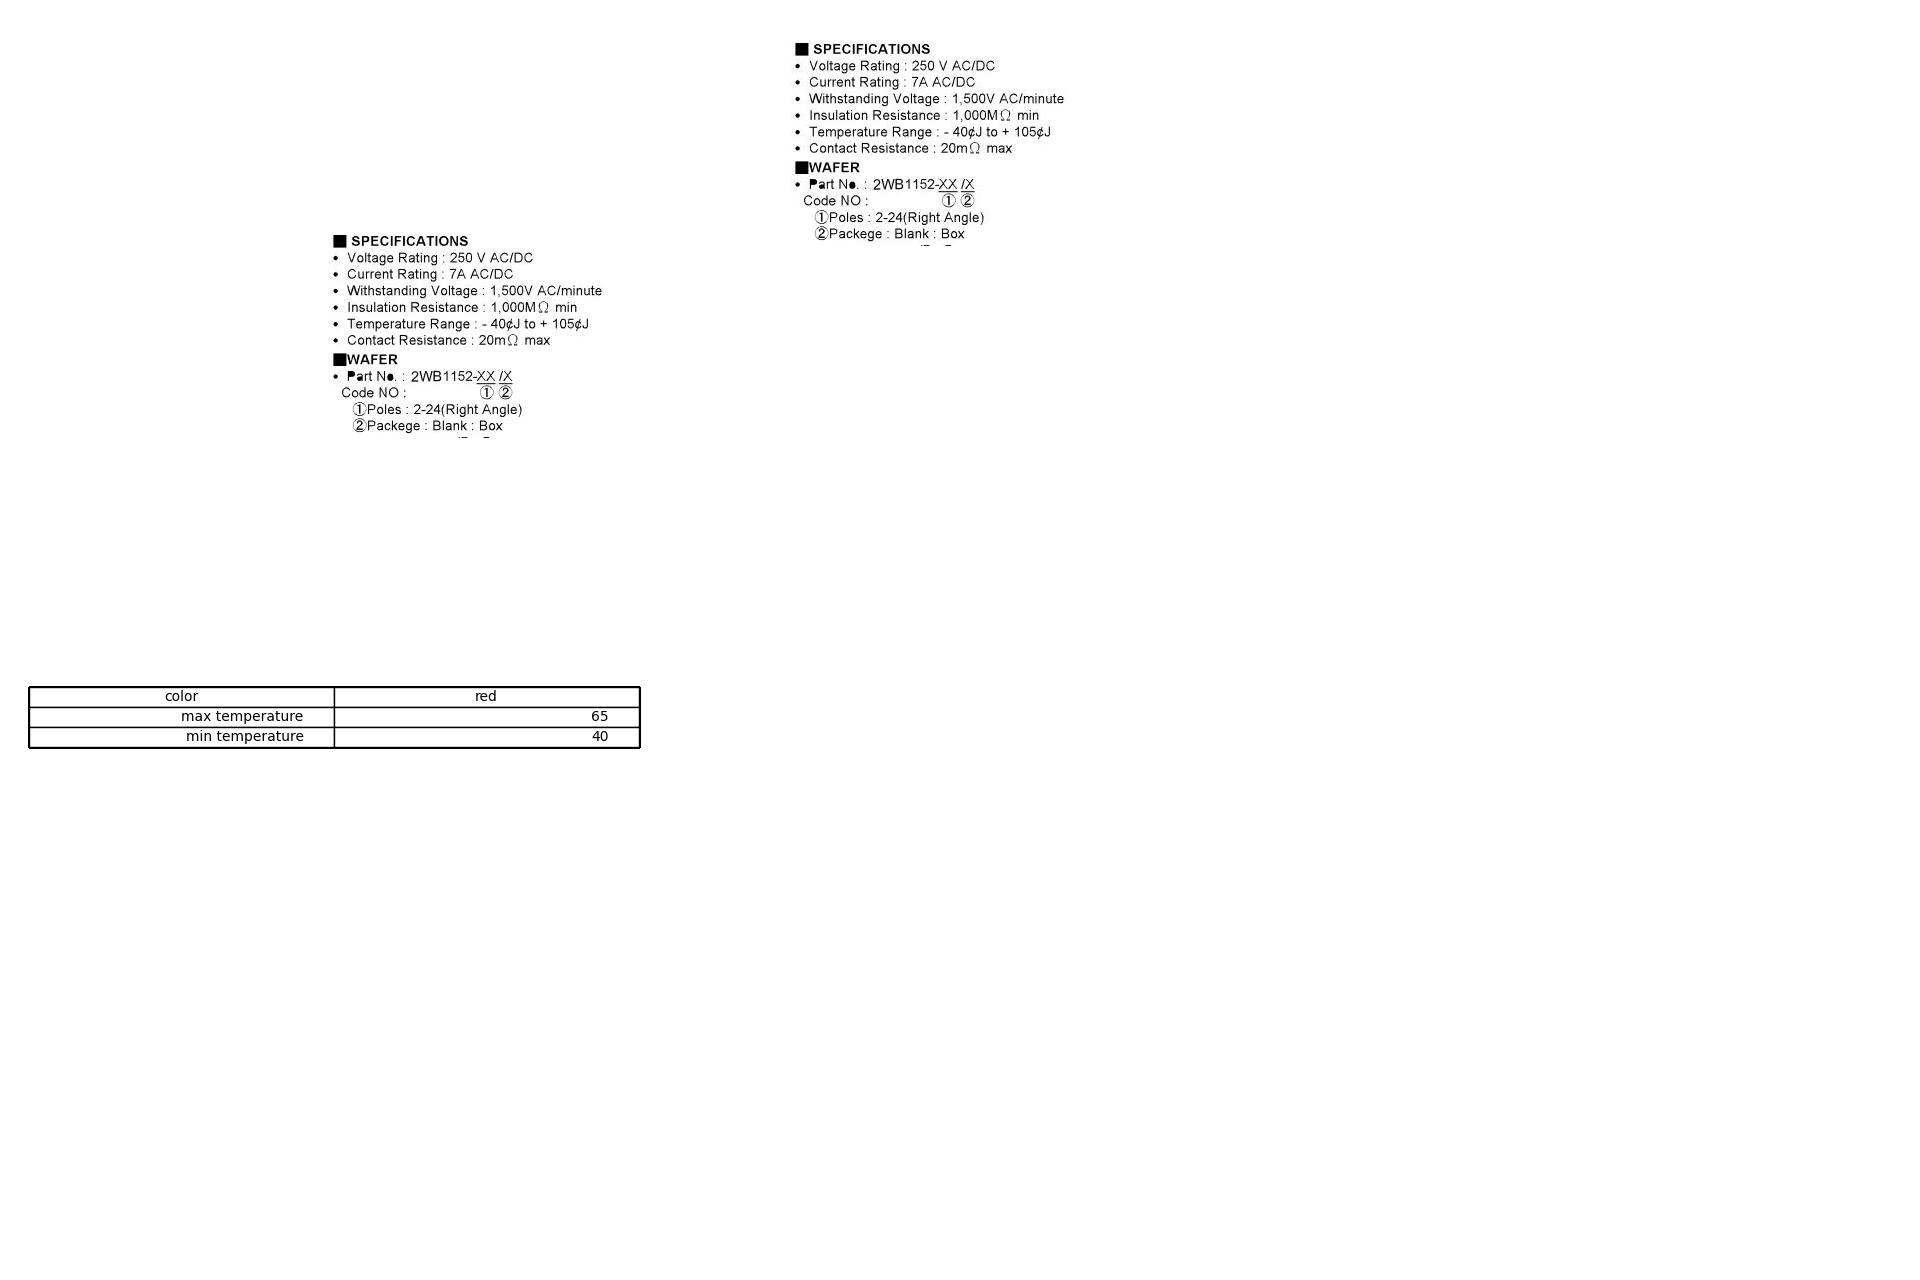 ■ SPECIFICATIONS
• Voltage Rating : 250 V AC/DC
• Current Rating : 7A AC/DC
• Withstanding Voltage : 1,500V AC/minute
• Insulation Resistance : 1,000MΩ min
• Temperature Range : - 40¢J to + 105¢J
• Contact Resistance : 20mΩ max
■WAFER
• Part No. : 2WB1152-XX /X
Code NO : ① ②
①Poles : 2-24(Right Angle)
②Packege : Blank : Box
■ SPECIFICATIONS
• Voltage Rating : 250 V AC/DC
• Current Rating : 7A AC/DC
• Withstanding Voltage : 1,500V AC/minute
• Insulation Resistance : 1,000MΩ min
• Temperature Range : - 40¢J to + 105¢J
• Contact Resistance : 20mΩ max
■WAFER
• Part No. : 2WB1152-XX /X
Code NO : ① ②
①Poles : 2-24(Right Angle)
②Packege : Blank : Box
color red
max temperature 65
min temperature 40